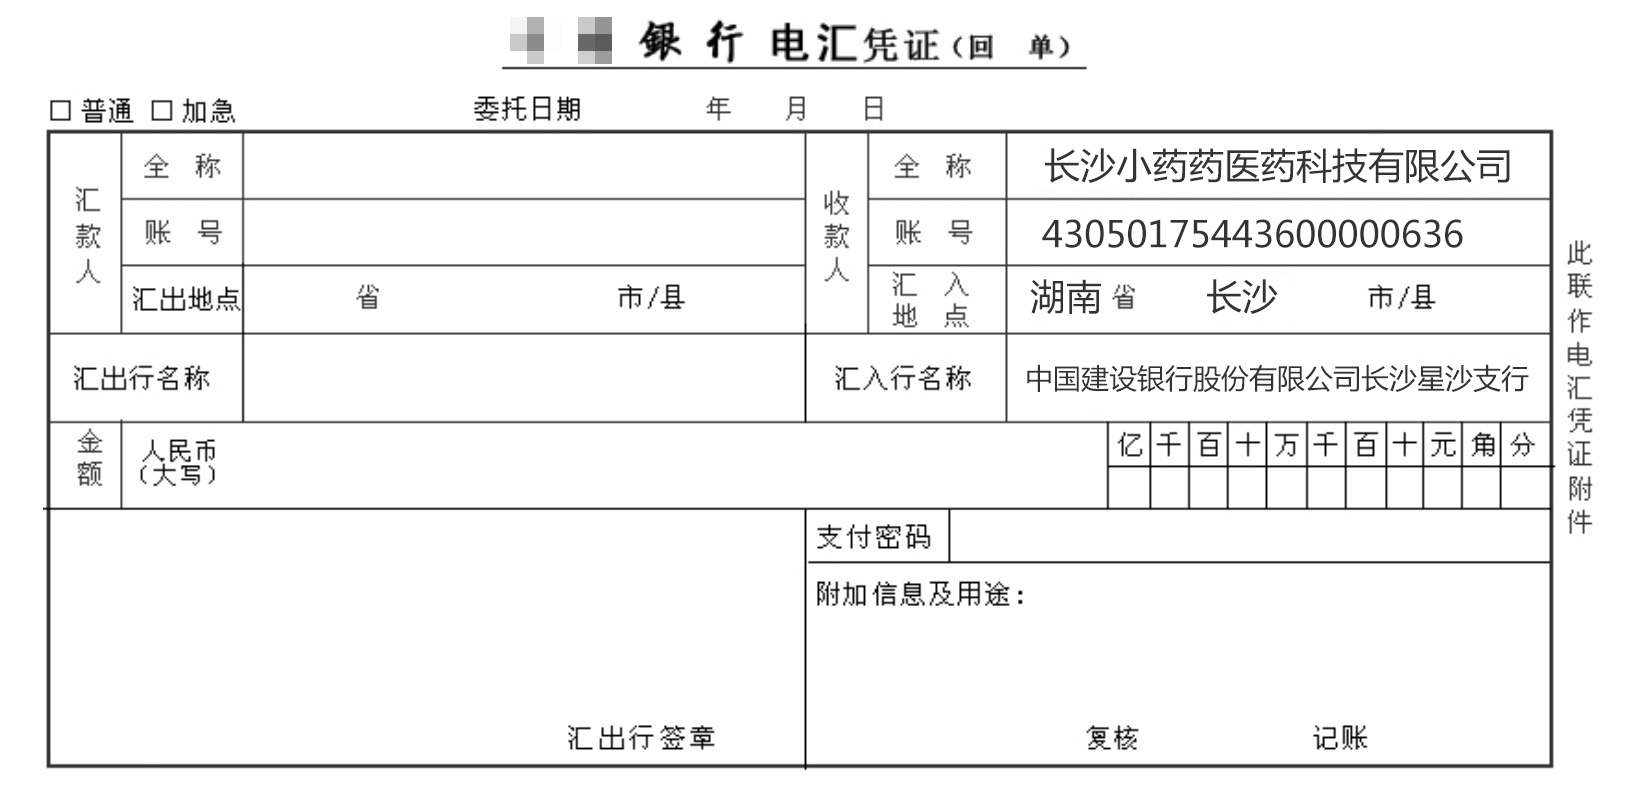 銀行 电汇凭证（回 单）
□ 普通 □ 加急 委托日期 年 月 日
汇款人 全 称 收款人 全 称 长沙小药药医药科技有限公司
账 号 账 号 43050175443600000636
汇出地点 省 市/县 汇入地点 湖南 省 长沙 市/县
汇出行名称 汇入行名称 中国建设银行股份有限公司长沙星沙支行
金额 人民币 亿 千 百 十 万 千 百 十 元 角 分
（大写）
支付密码
附加信息及用途：
汇出行签章 复核 记账
此联作电汇凭证附件